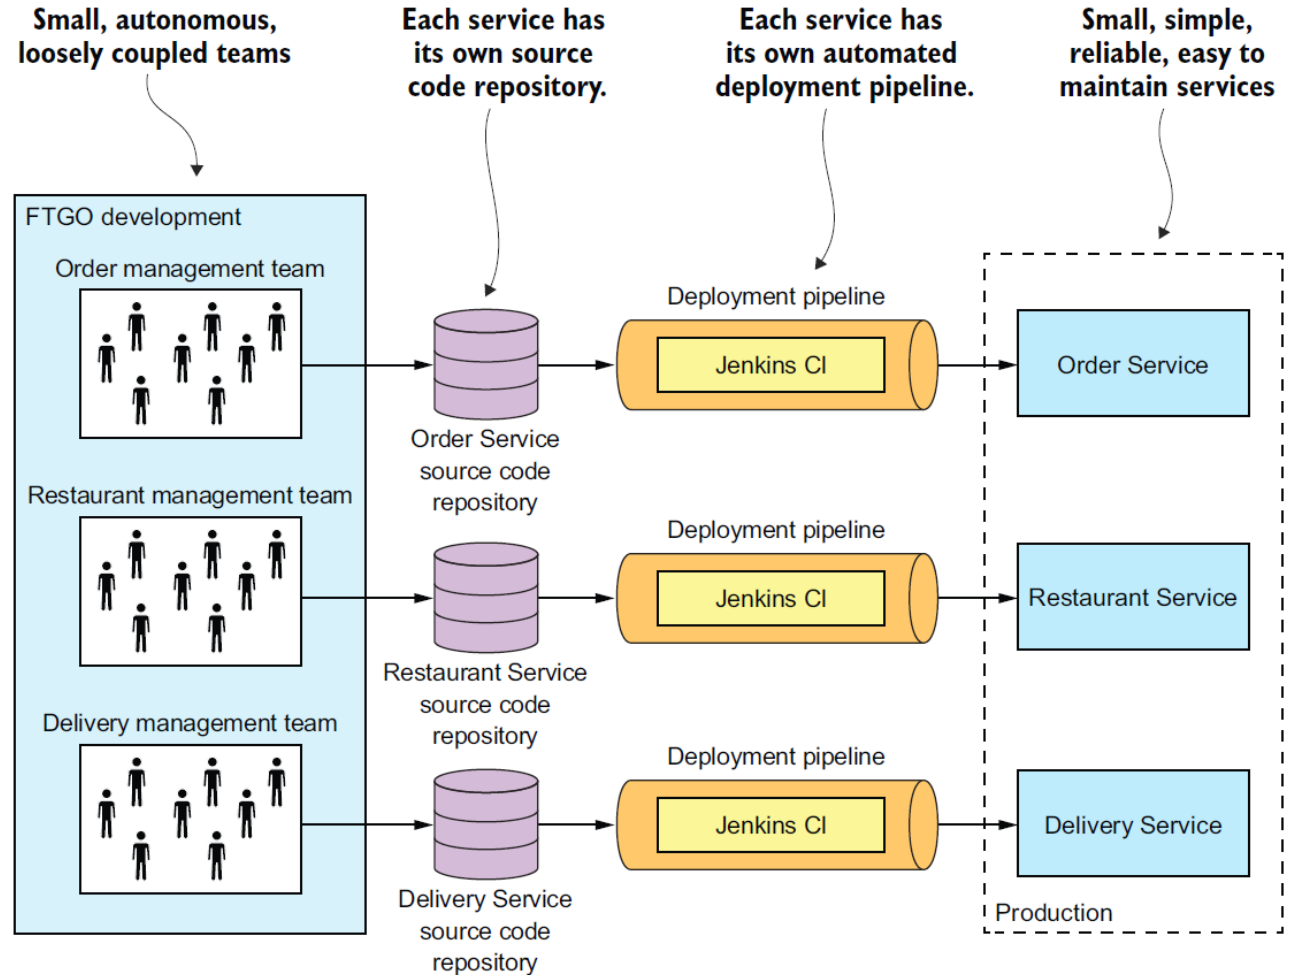 Small, autonomous,
loosely coupled teams
Each service has
its own source
code repository.
Each service has
its own automated
deployment pipeline.
Small, simple,
reliable, easy to
maintain services
FTGO development
Order management team
Deployment pipeline
Jenkins CI
Order Service
Order Service
source code
repository
Restaurant management team
Deployment pipeline
Jenkins CI
Restaurant Service
Restaurant Service
source code
repository
Delivery management team
Deployment pipeline
Jenkins CI
Delivery Service
Delivery Service
source code
repository
Production